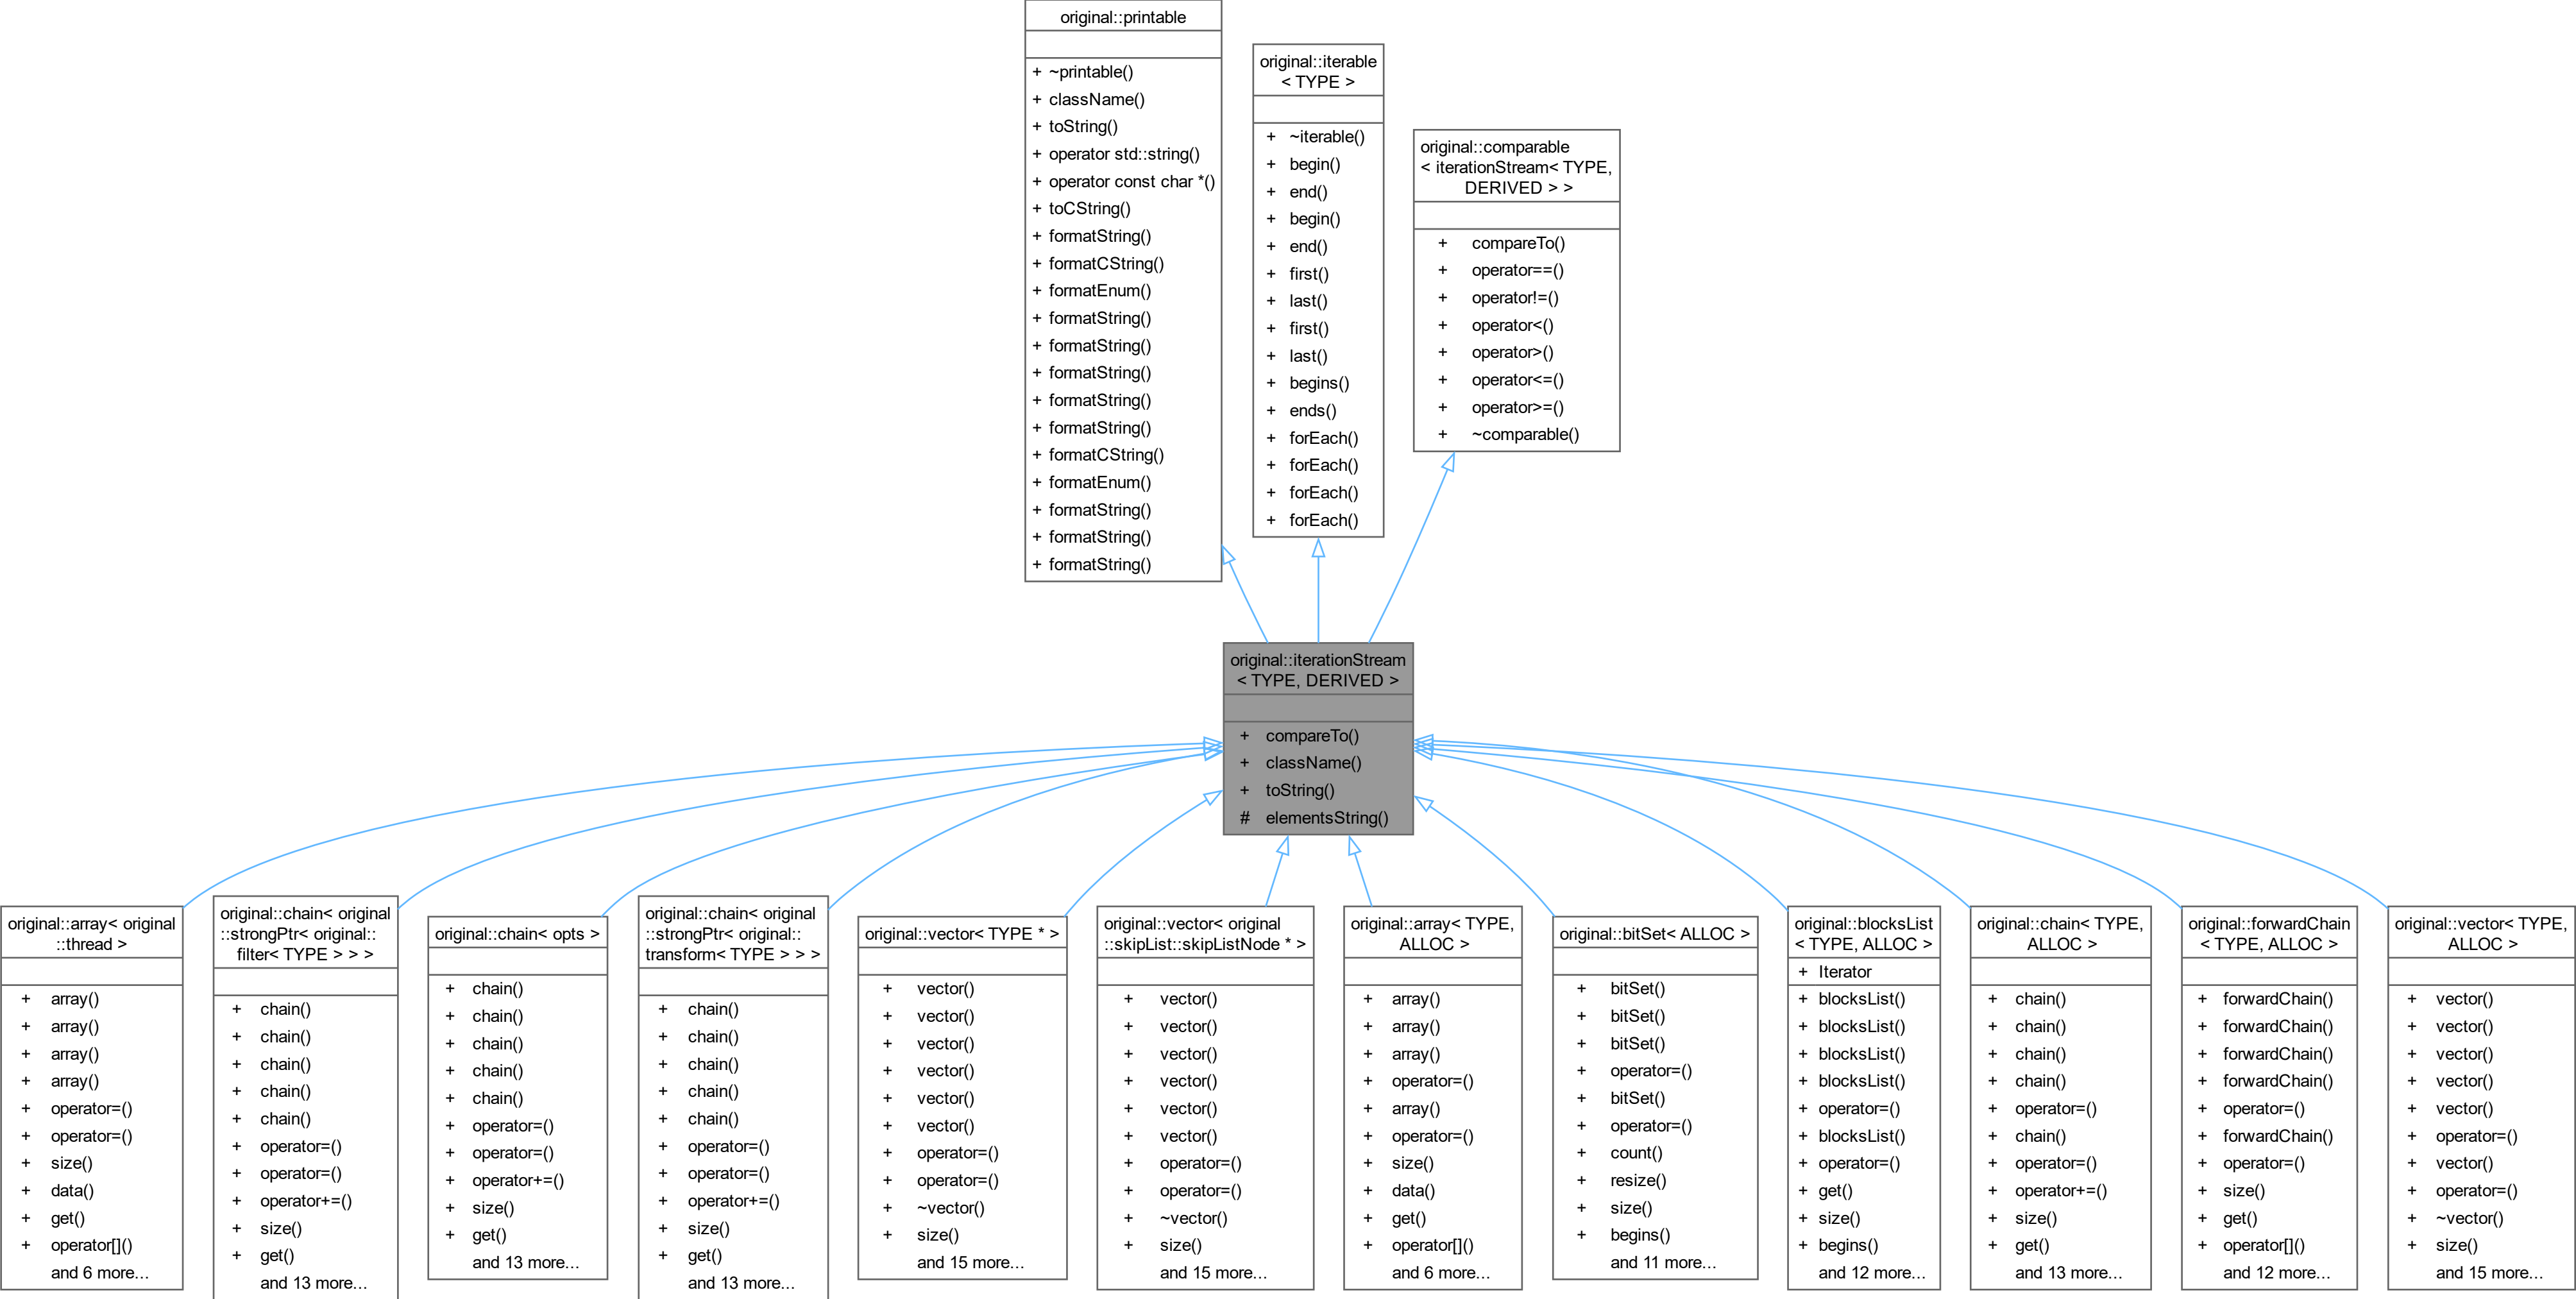 original::printable
+ ~printable()
+ className()
+ toString()
+ operator std::string()
+ operator const char *()
+ toCString()
+ formatString()
+ formatCString()
+ formatEnum()
+ formatString()
+ formatString()
+ formatString()
+ formatString()
+ formatString()
+ formatCString()
+ formatEnum()
+ formatString()
+ formatString()
+ formatString()
original::iterable
< TYPE >
+ ~iterable()
+ begin()
+ end()
+ begin()
+ end()
+ first()
+ last()
+ first()
+ last()
+ begins()
+ ends()
+ forEach()
+ forEach()
+ forEach()
+ forEach()
original::comparable
< iterationStream< TYPE,
DERIVED > >
+ compareTo()
+ operator==()
+ operator!=()
+ operator<()
+ operator>()
+ operator<=()
+ operator>=()
+ ~comparable()
original::iterationStream
< TYPE, DERIVED >
+ compareTo()
+ className()
+ toString()
# elementsString()
original::array< original
::thread >
+ array()
+ array()
+ array()
+ array()
+ operator=()
+ operator=()
+ size()
+ data()
+ get()
+ operator[]()
and 6 more...
original::chain< original
::strongPtr< original::
filter< TYPE > > >
+ chain()
+ chain()
+ chain()
+ chain()
+ chain()
+ operator=()
+ operator=()
+ operator+=()
+ size()
+ get()
and 13 more...
original::chain< opts >
+ chain()
+ chain()
+ chain()
+ chain()
+ chain()
+ operator=()
+ operator=()
+ operator+=()
+ size()
+ get()
and 13 more...
original::chain< original
::strongPtr< original::
transform< TYPE > > >
+ chain()
+ chain()
+ chain()
+ chain()
+ chain()
+ operator=()
+ operator=()
+ operator+=()
+ size()
+ get()
and 13 more...
original::vector< TYPE * >
+ vector()
+ vector()
+ vector()
+ vector()
+ vector()
+ vector()
+ operator=()
+ operator=()
+ ~vector()
+ size()
and 15 more...
original::vector< original
::skipList::skipListNode * >
+ vector()
+ vector()
+ vector()
+ vector()
+ vector()
+ vector()
+ operator=()
+ operator=()
+ ~vector()
+ size()
and 15 more...
original::array< TYPE,
ALLOC >
+ array()
+ array()
+ array()
+ operator=()
+ array()
+ operator=()
+ size()
+ data()
+ get()
+ operator[]()
and 6 more...
original::bitSet< ALLOC >
+ bitSet()
+ bitSet()
+ bitSet()
+ operator=()
+ bitSet()
+ operator=()
+ count()
+ resize()
+ size()
+ begins()
and 11 more...
original::blocksList
< TYPE, ALLOC >
+ Iterator
+ blocksList()
+ blocksList()
+ blocksList()
+ blocksList()
+ operator=()
+ blocksList()
+ operator=()
+ get()
+ size()
+ begins()
and 12 more...
original::chain< TYPE,
ALLOC >
+ chain()
+ chain()
+ chain()
+ chain()
+ operator=()
+ chain()
+ operator=()
+ operator+=()
+ size()
+ get()
and 13 more...
original::forwardChain
< TYPE, ALLOC >
+ forwardChain()
+ forwardChain()
+ forwardChain()
+ forwardChain()
+ operator=()
+ forwardChain()
+ operator=()
+ size()
+ get()
+ operator[]()
and 12 more...
original::vector< TYPE,
ALLOC >
+ vector()
+ vector()
+ vector()
+ vector()
+ vector()
+ operator=()
+ vector()
+ operator=()
+ ~vector()
+ size()
and 15 more...